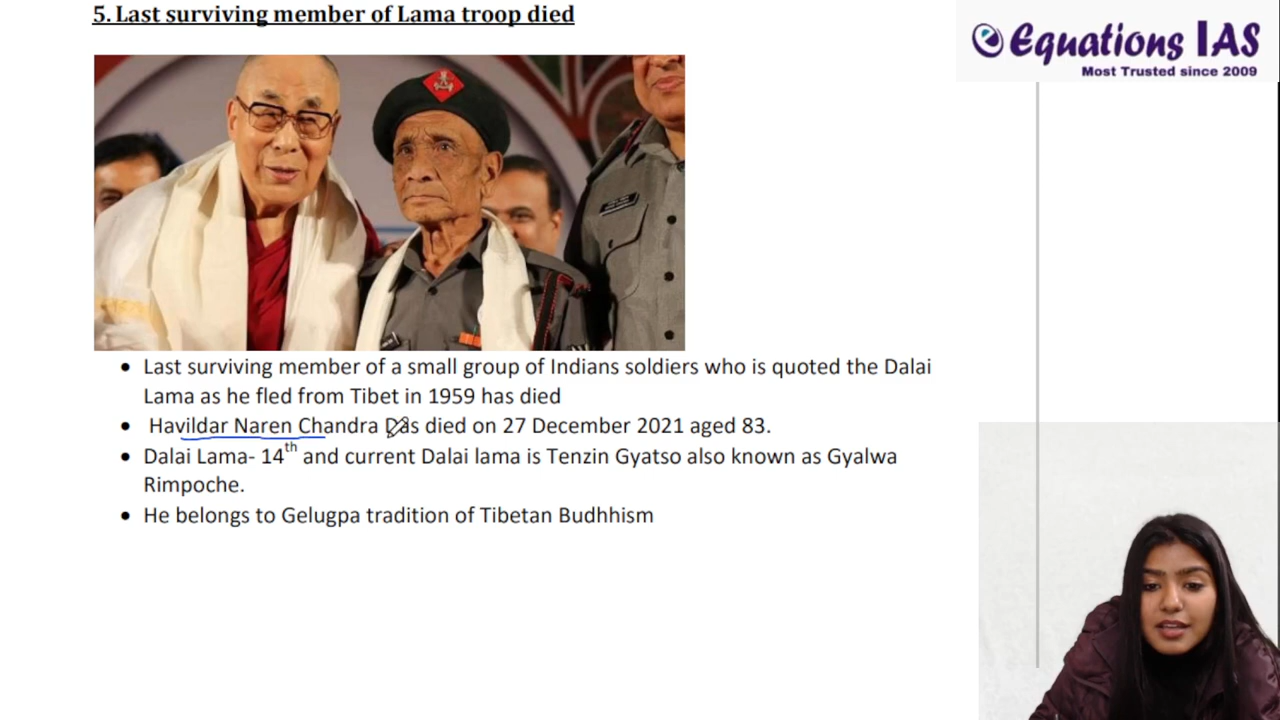 5. Last surviving member of Lama troop died
Equations IAS
Most Trusted since 2009
• Last surviving member of a small group of Indians soldiers who is quoted the Dalai
Lama as he fled from Tibet in 1959 has died
• Havildar Naren Chandra Das died on 27 December 2021 aged 83.
• Dalai Lama- 14th and current Dalai lama is Tenzin Gyatso also known as Gyalwa
Rimpoche.
• He belongs to Gelugpa tradition of Tibetan Budhhism